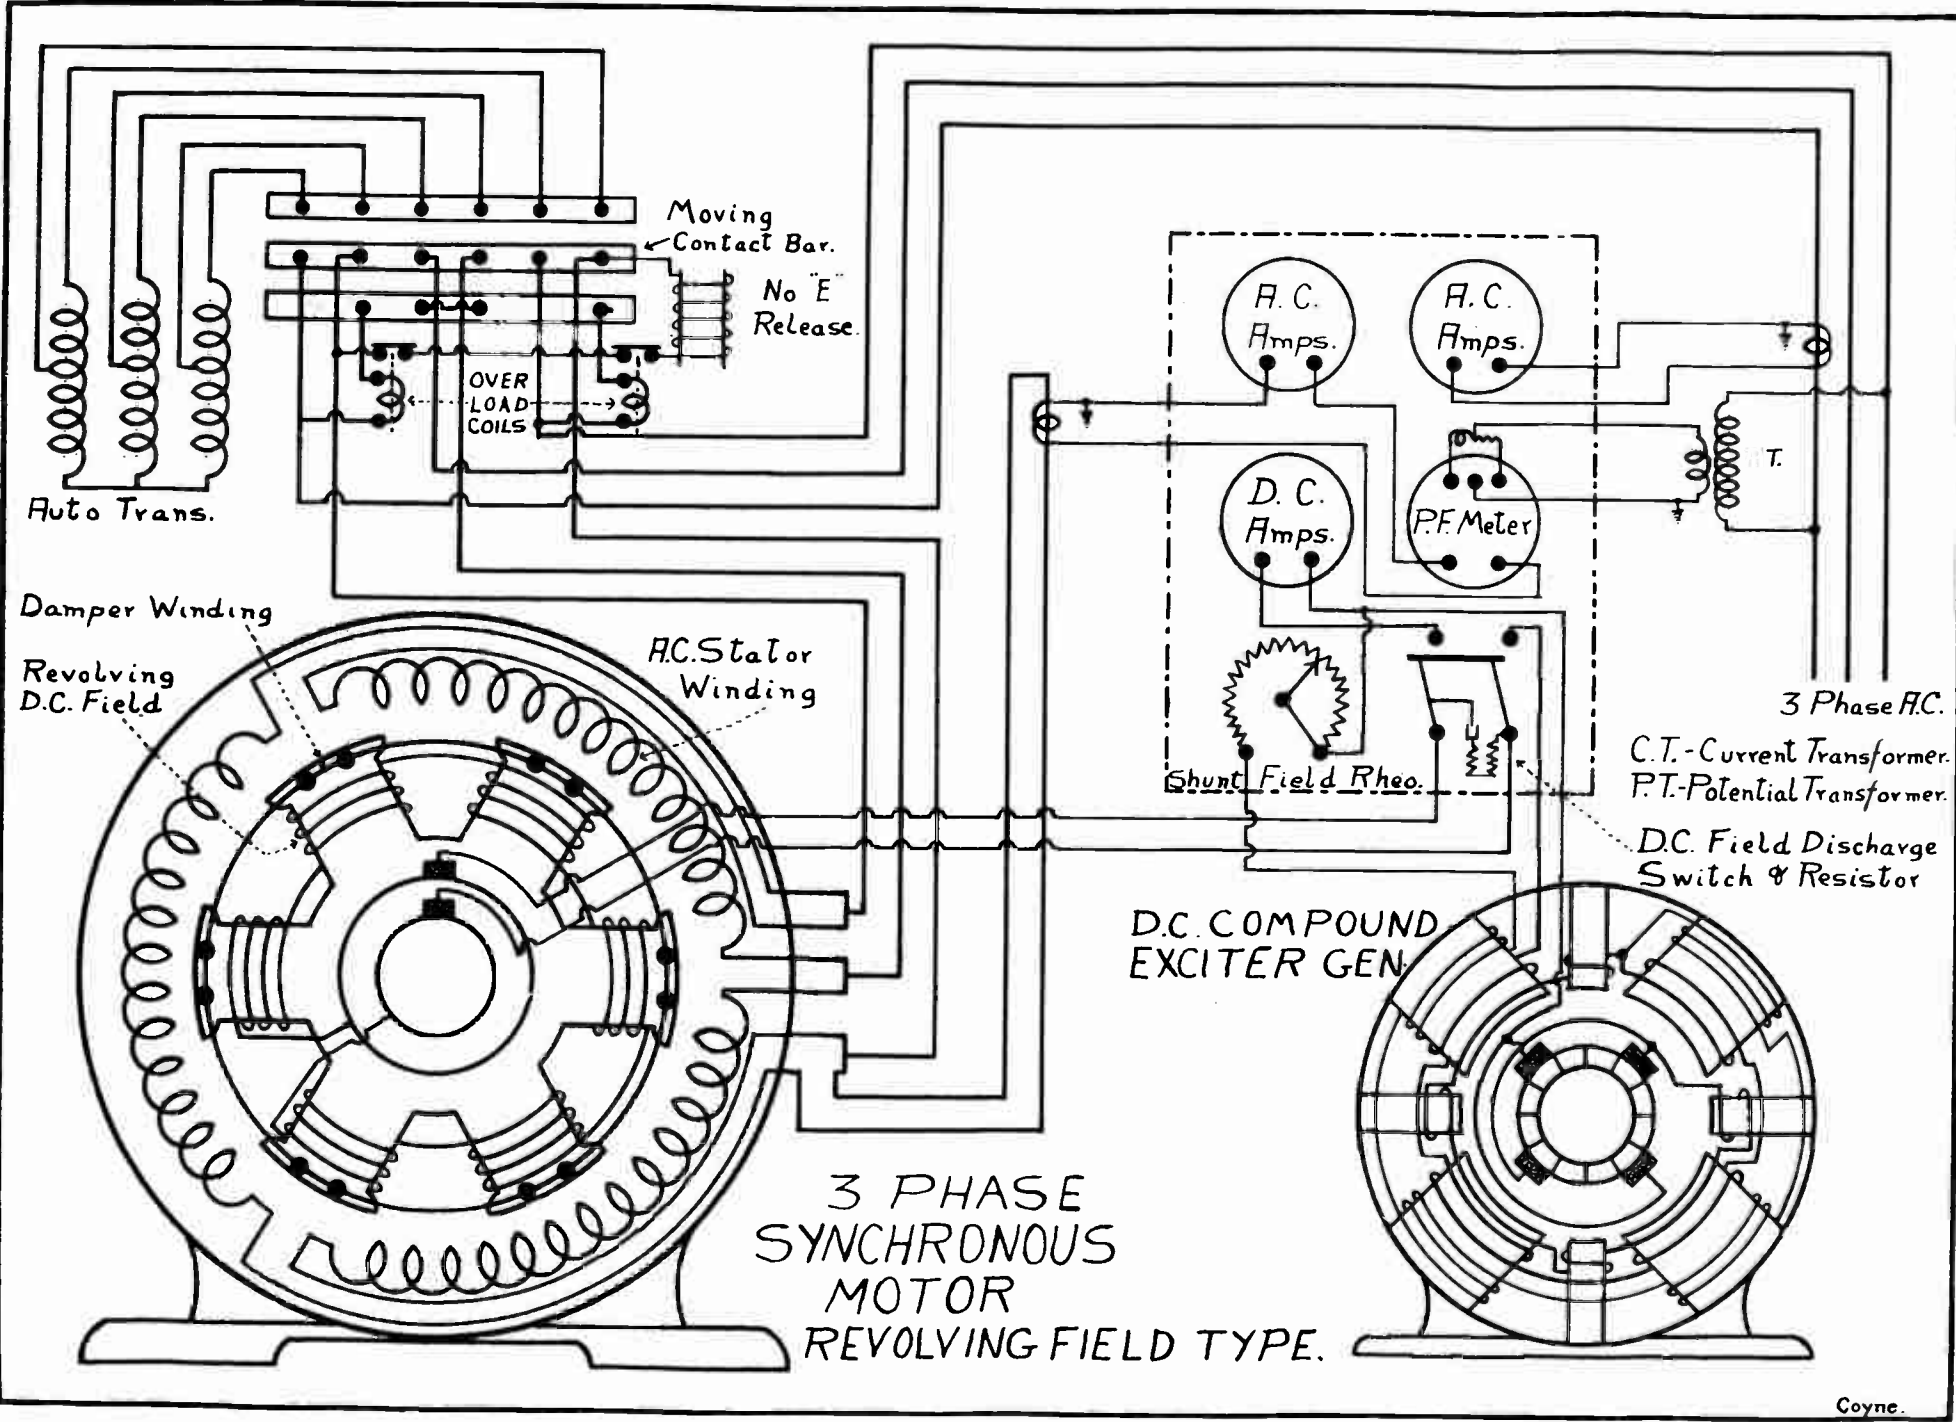 Moving
Contact Bar.
No "E"
Release.
OVER
LOAD
COILS
Auto Trans.
A.C.
Amps.
A.C.
Amps.
D.C.
Amps.
P.F. Meter
T.
Shunt Field Rheo.
3 Phase A.C.
C.T.-Current Transformer.
P.T.-Potential Transformer.
D.C. Field Discharge
Switch & Resistor
Damper Winding
Revolving
D.C. Field
A.C. Stator
Winding
D.C. COMPOUND
EXCITER GEN.
3 PHASE
SYNCHRONOUS
MOTOR
REVOLVING FIELD TYPE.
Coyne.